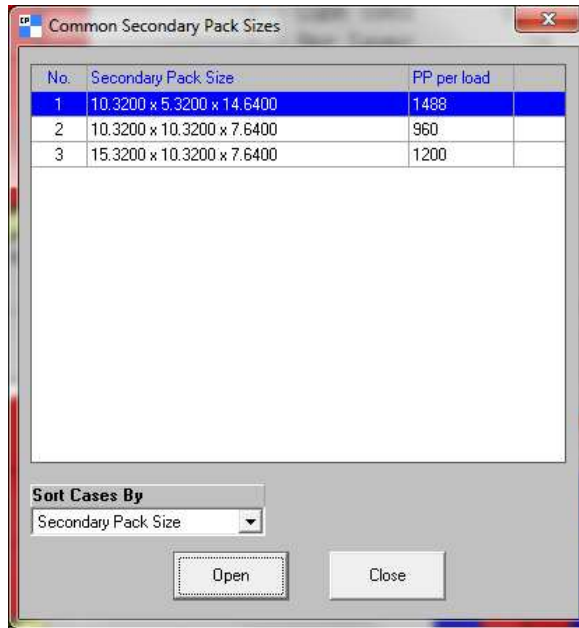 CP Common Secondary Pack Sizes
No. Secondary Pack Size PP per load
1 10.3200 x 5.3200 x 14.6400 1488
2 10.3200 x 10.3200 x 7.6400 960
3 15.3200 x 10.3200 x 7.6400 1200
Sort Cases By
Secondary Pack Size
Open Close